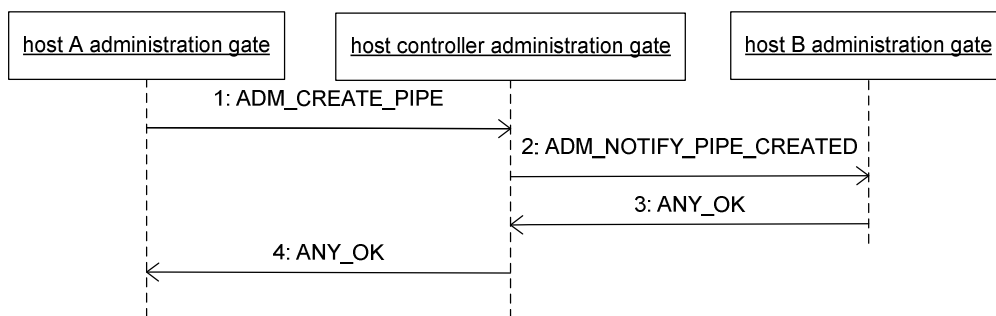 host A administration gate
host controller administration gate
host B administration gate
1: ADM_CREATE_PIPE
2: ADM_NOTIFY_PIPE_CREATED
3: ANY_OK
4: ANY_OK